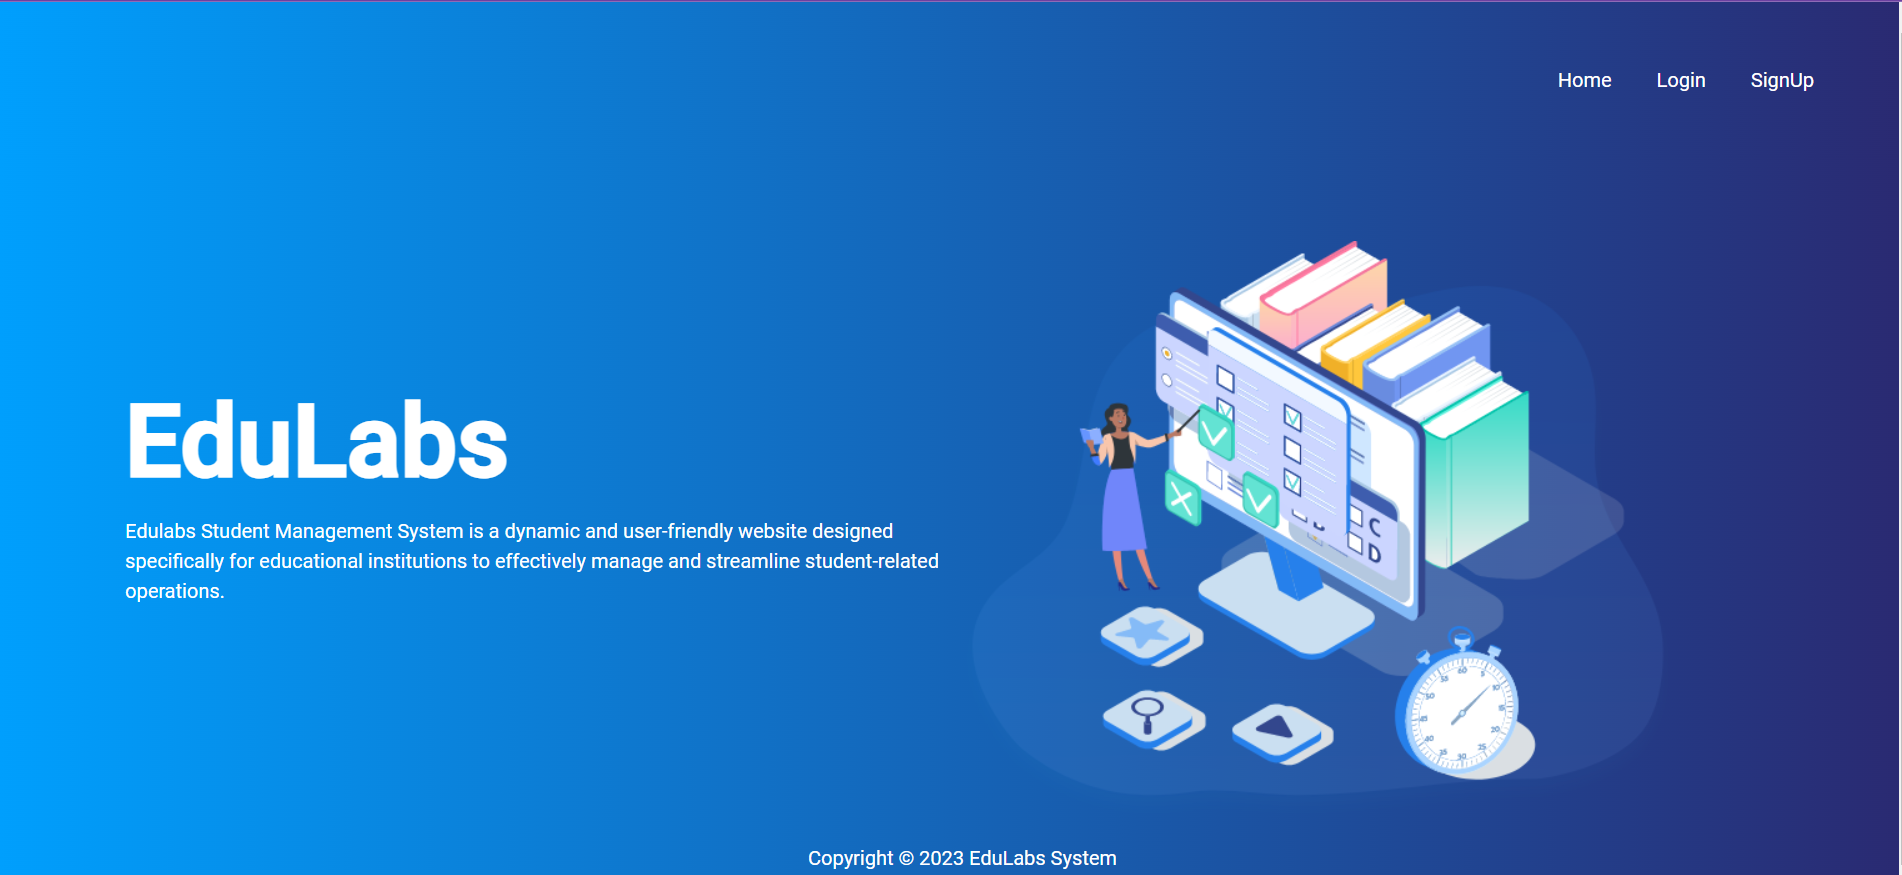 Home Login SignUp
EduLabs
Edulabs Student Management System is a dynamic and user-friendly website designed
specifically for educational institutions to effectively manage and streamline student-related
operations.
C
D
Copyright © 2023 EduLabs System